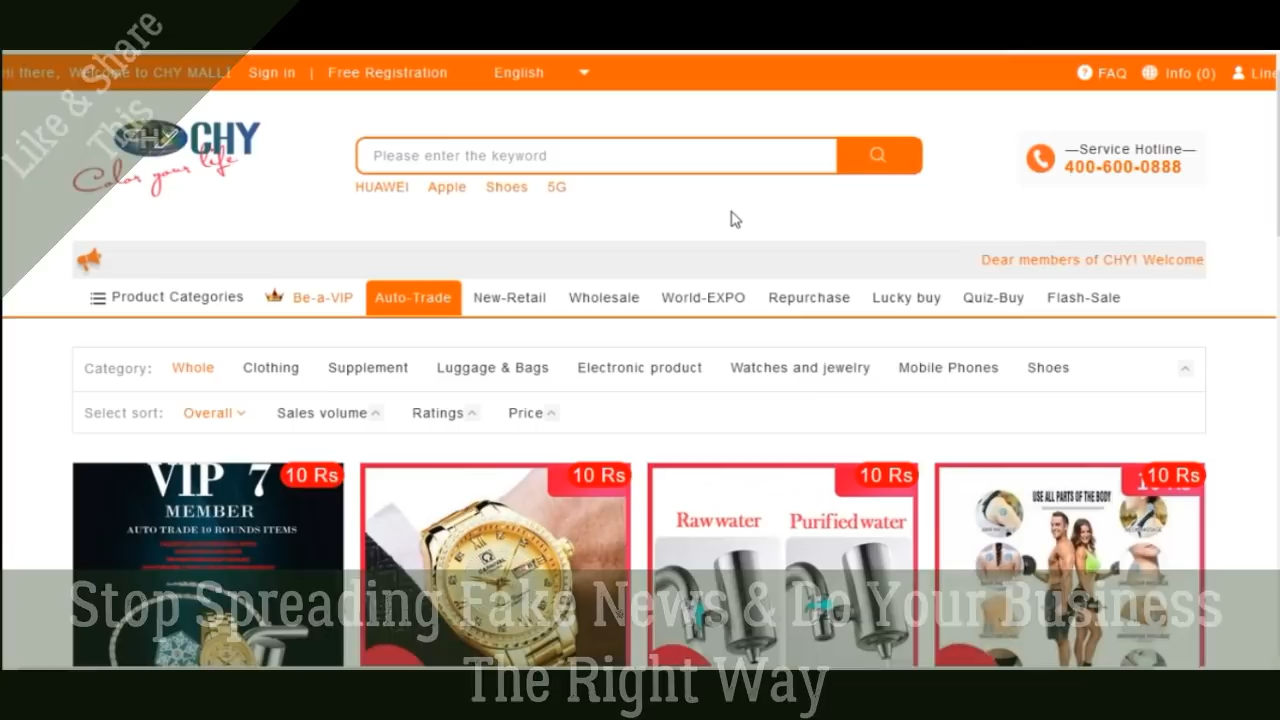 Like & Share
This
Hi there, Welcome to CHY MALL! Sign in | Free Registration English FAQ Info (0) Line
CHY CHY
Color your life
Please enter the keyword
HUAWEI Apple Shoes 5G
—Service Hotline—
400-600-0888
Dear members of CHY! Welcome
Product Categories Be-a-VIP Auto-Trade New-Retail Wholesale World-EXPO Repurchase Lucky buy Quiz-Buy Flash-Sale
Category: Whole Clothing Supplement Luggage & Bags Electronic product Watches and jewelry Mobile Phones Shoes
Select sort: Overall Sales volume Ratings Price
10 Rs 10 Rs 10 Rs 10 Rs
VIP 7
MEMBER
AUTO TRADE 10 ROUNDS ITEMS
Raw water Purified water
USE ALL PARTS OF THE BODY
Stop Spreading Fake News & Do Your Business
The Right Way